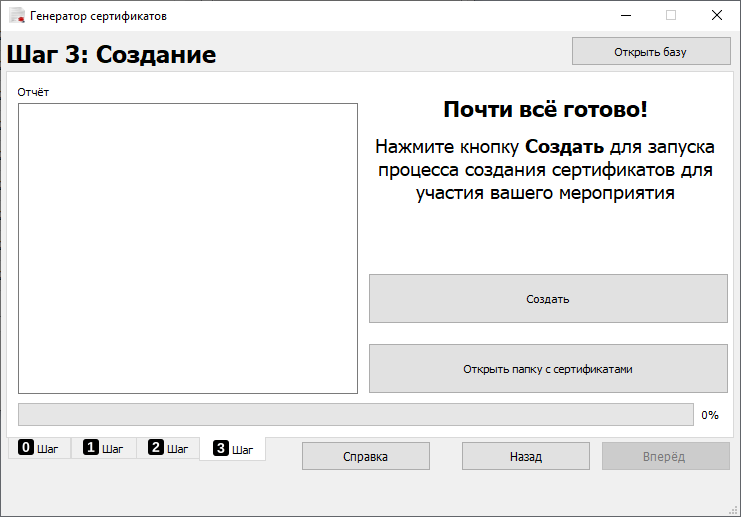 Генератор сертификатов
Шаг 3: Создание
Открыть базу
Отчёт
Почти всё готово!
Нажмите кнопку Создать для запуска
процесса создания сертификатов для
участия вашего мероприятия
Создать
Открыть папку с сертификатами
0%
0 Шаг
1 Шаг
2 Шаг
3 Шаг
Справка
Назад
Вперёд